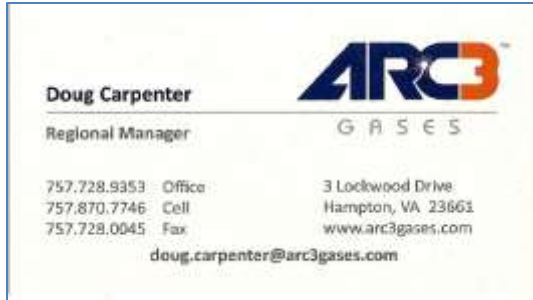 ARC3™
GASES
Doug Carpenter
Regional Manager
757.728.9353 Office
757.870.7746 Cell
757.728.0045 Fax
3 Lockwood Drive
Hampton, VA 23661
www.arc3gases.com
doug.carpenter@arc3gases.com